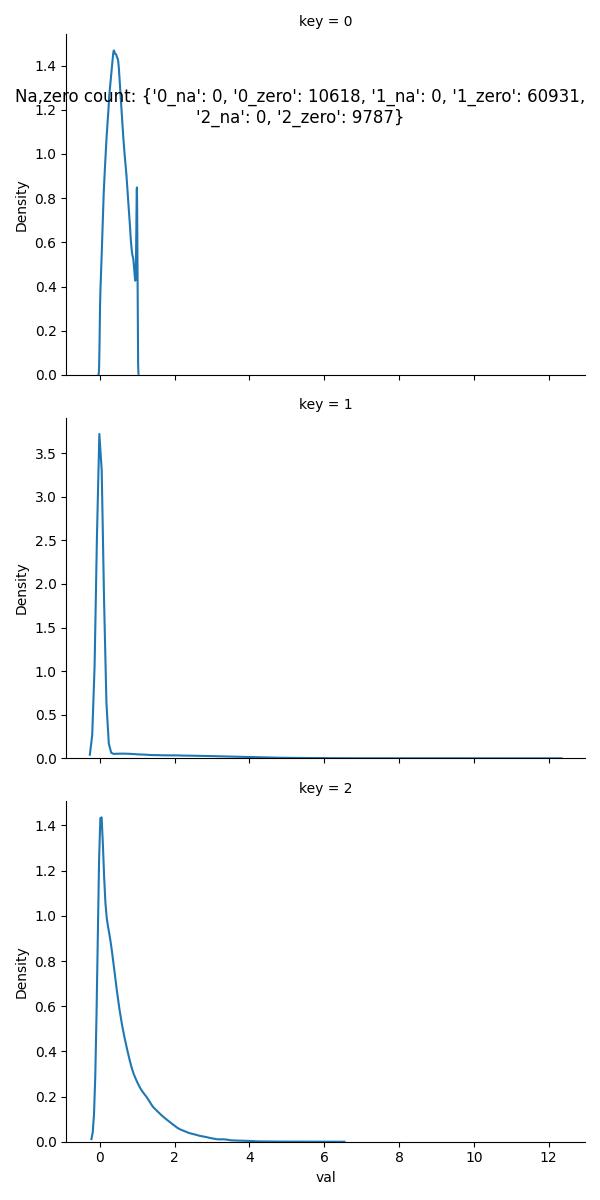 key = 0
1.4
Na,zero count: {'0_na': 0, '0_zero': 10618, '1_na': 0, '1_zero': 60931,
'2_na': 0, '2_zero': 9787}
1.2
1.0
0.8
0.6
0.4
0.2
0.0
Density
key = 1
3.5
3.0
2.5
2.0
1.5
1.0
0.5
0.0
Density
key = 2
1.4
1.2
1.0
0.8
0.6
0.4
0.2
0.0
Density
0 2 4 6 8 10 12
val